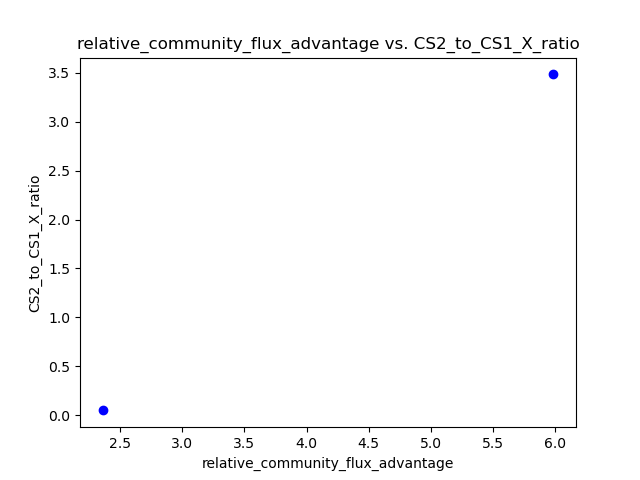 relative_community_flux_advantage vs. CS2_to_CS1_X_ratio
3.5
3.0
2.5
2.0
1.5
1.0
0.5
0.0
CS2_to_CS1_X_ratio
2.5 3.0 3.5 4.0 4.5 5.0 5.5 6.0
relative_community_flux_advantage